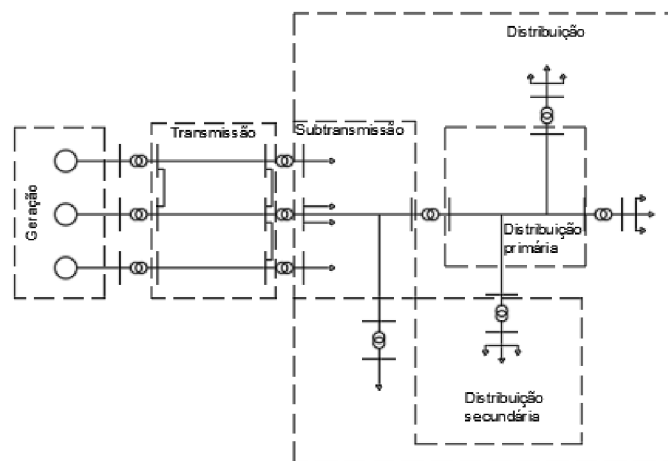 Distribuição
Transmissão
Subtransmissão
Geração
Distribuição
primária
Distribuição
secundária